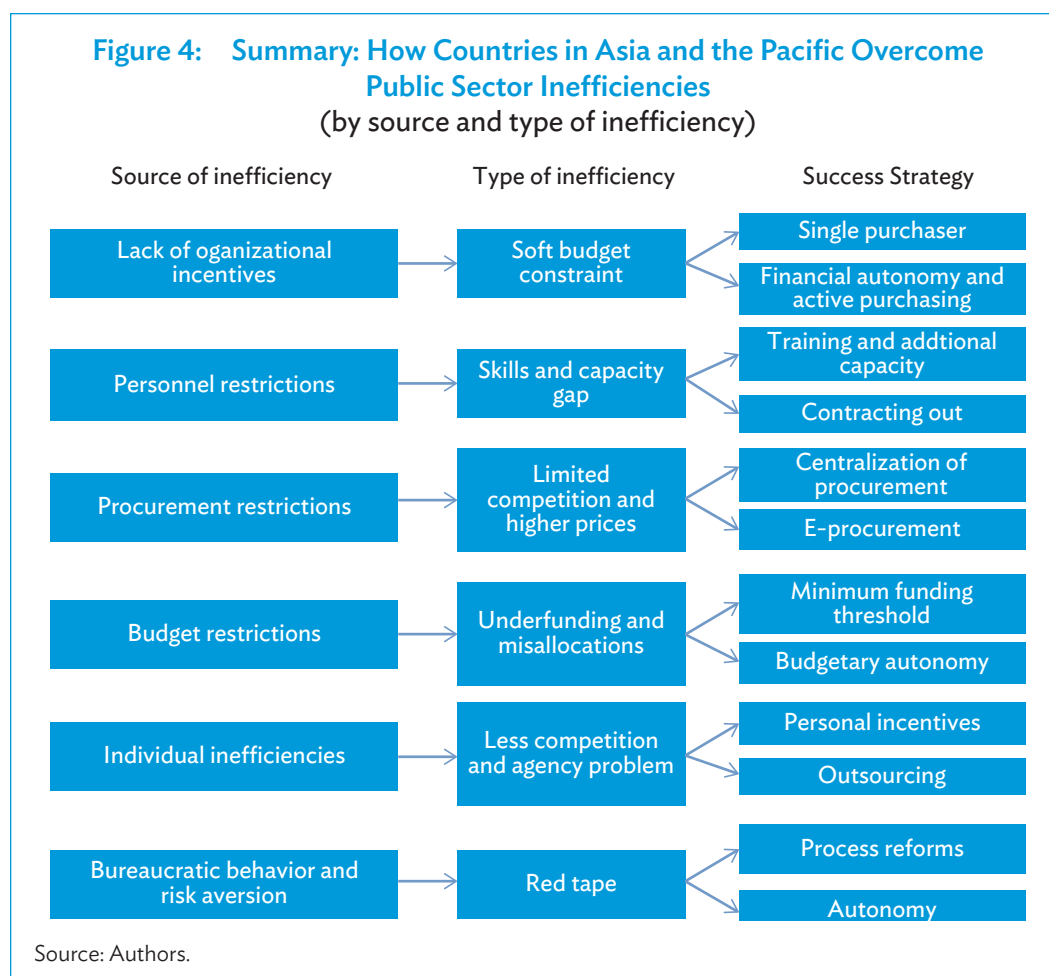 Figure 4: Summary: How Countries in Asia and the Pacific Overcome
Public Sector Inefficiencies
(by source and type of inefficiency)
Source of inefficiency
Type of inefficiency
Success Strategy
Lack of oganizational
incentives
Soft budget
constraint
Single purchaser
Financial autonomy and
active purchasing
Personnel restrictions
Skills and capacity
gap
Training and addtional
capacity
Contracting out
Procurement restrictions
Limited
competition and
higher prices
Centralization of
procurement
E-procurement
Budget restrictions
Underfunding and
misallocations
Minimum funding
threshold
Budgetary autonomy
Individual inefficiencies
Less competition
and agency problem
Personal incentives
Outsourcing
Bureaucratic behavior and
risk aversion
Red tape
Process reforms
Autonomy
Source: Authors.